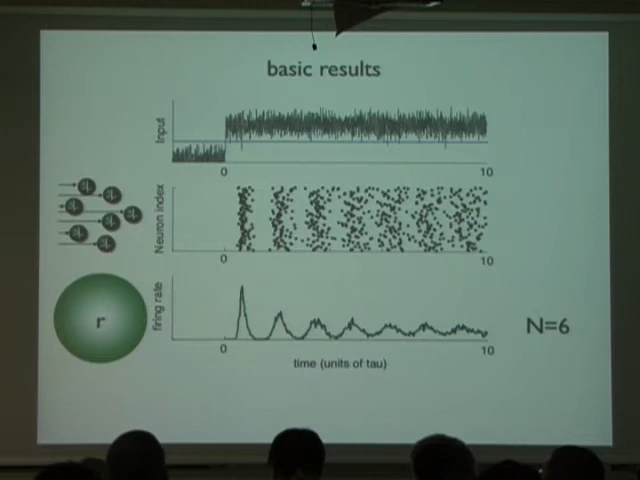 basic results
Input
0
10
Neuron index
0
10
r
firing rate
0
10
N=6
time (units of tau)